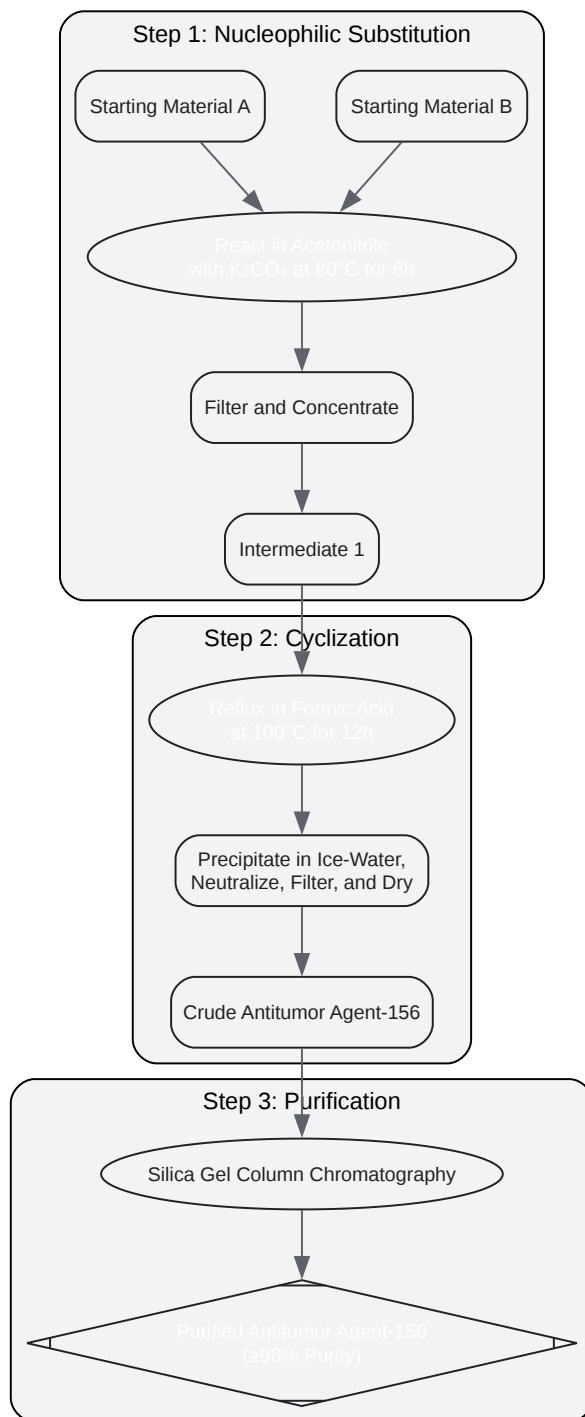 Step 1: Nucleophilic Substitution
Starting Material A
Starting Material B
React in Acetonitrile
with K₂CO₃ at 80°C for 6h
Filter and Concentrate
Intermediate 1
Step 2: Cyclization
Reflux in Formic Acid
at 100°C for 12h
Precipitate in Ice-Water,
Neutralize, Filter, and Dry
Crude Antitumor Agent-156
Step 3: Purification
Silica Gel Column Chromatography
Purified Antitumor Agent-156
(≥98% Purity)